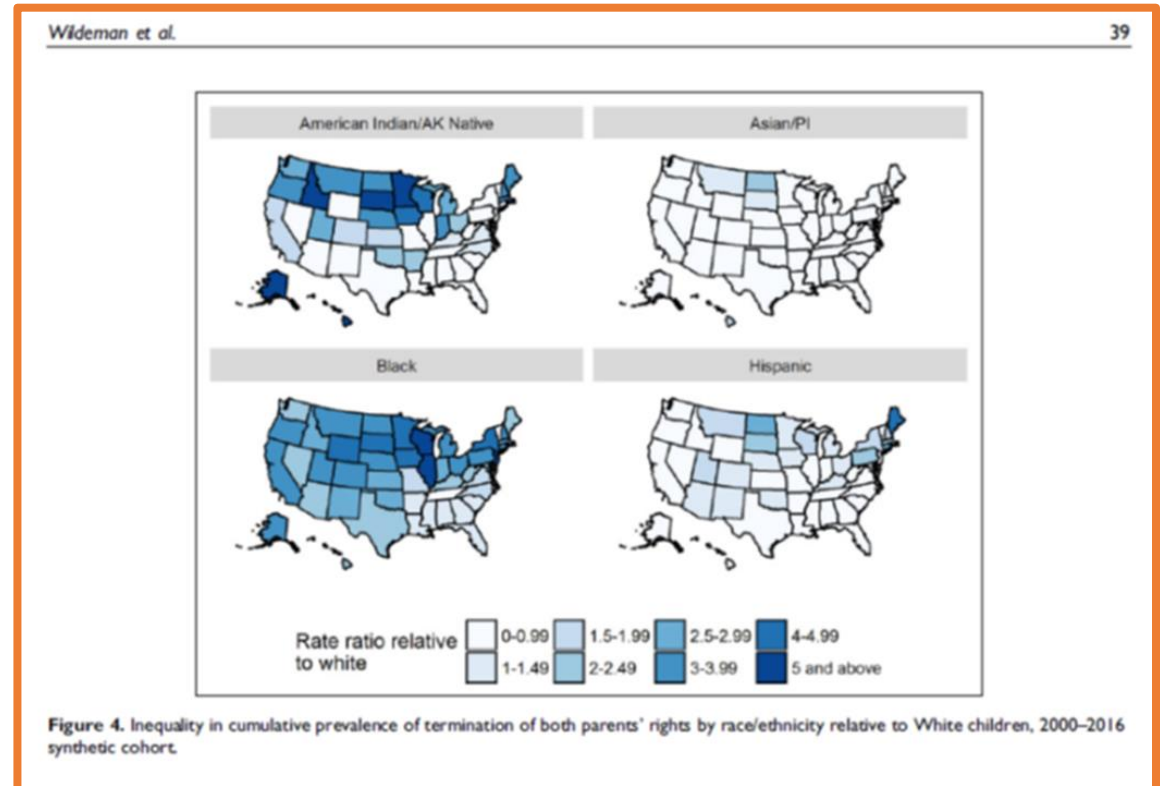 Wildeman et al.
39
American Indian/AK Native
Asian/PI
Black
Hispanic
Rate ratio relative
to white
0-0.99
1.5-1.99
2.5-2.99
4-4.99
1-1.49
2-2.49
3-3.99
5 and above
Figure 4. Inequality in cumulative prevalence of termination of both parents' rights by race/ethnicity relative to White children, 2000–2016
synthetic cohort.